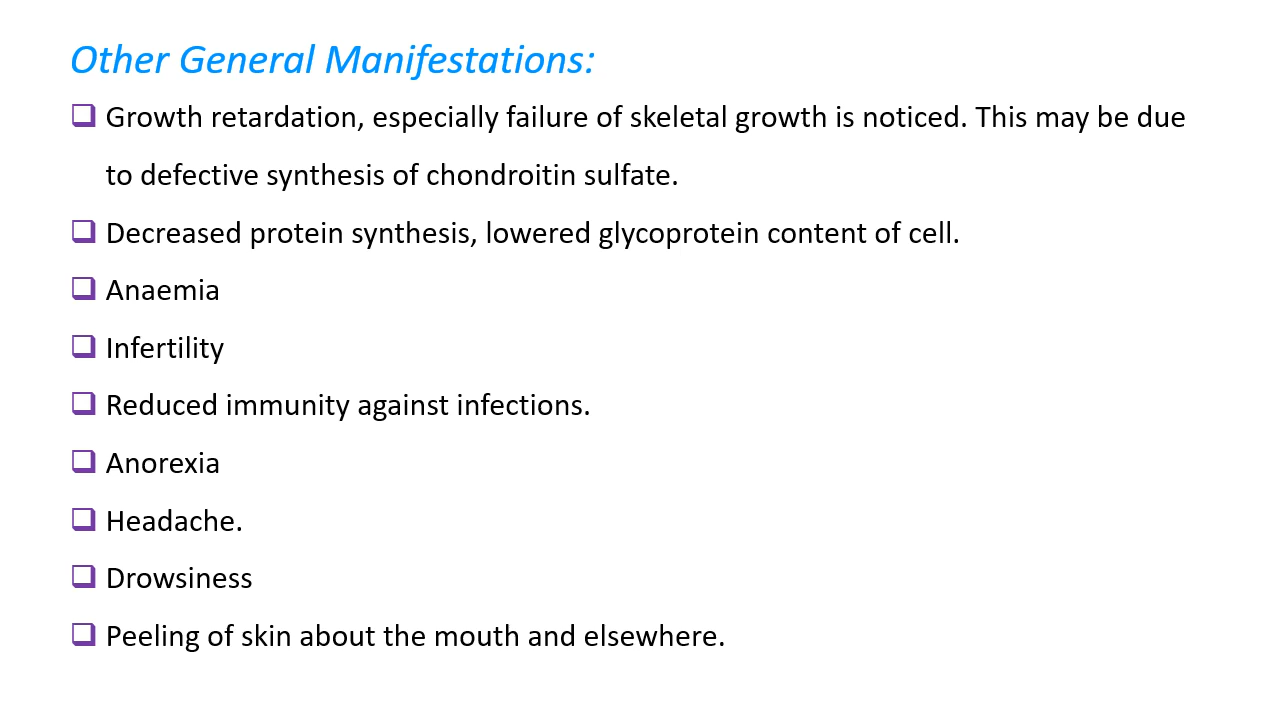 Other General Manifestations:
❑ Growth retardation, especially failure of skeletal growth is noticed. This may be due
to defective synthesis of chondroitin sulfate.
❑ Decreased protein synthesis, lowered glycoprotein content of cell.
❑ Anaemia
❑ Infertility
❑ Reduced immunity against infections.
❑ Anorexia
❑ Headache.
❑ Drowsiness
❑ Peeling of skin about the mouth and elsewhere.